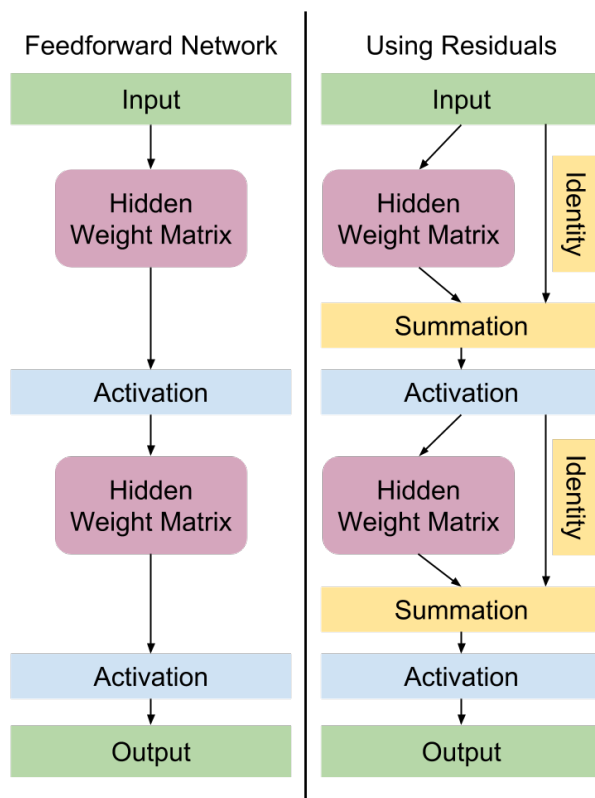 Feedforward Network
Input
Hidden
Weight Matrix
Activation
Hidden
Weight Matrix
Activation
Output
Using Residuals
Input
Hidden
Weight Matrix
Identity
Summation
Activation
Hidden
Weight Matrix
Identity
Summation
Activation
Output